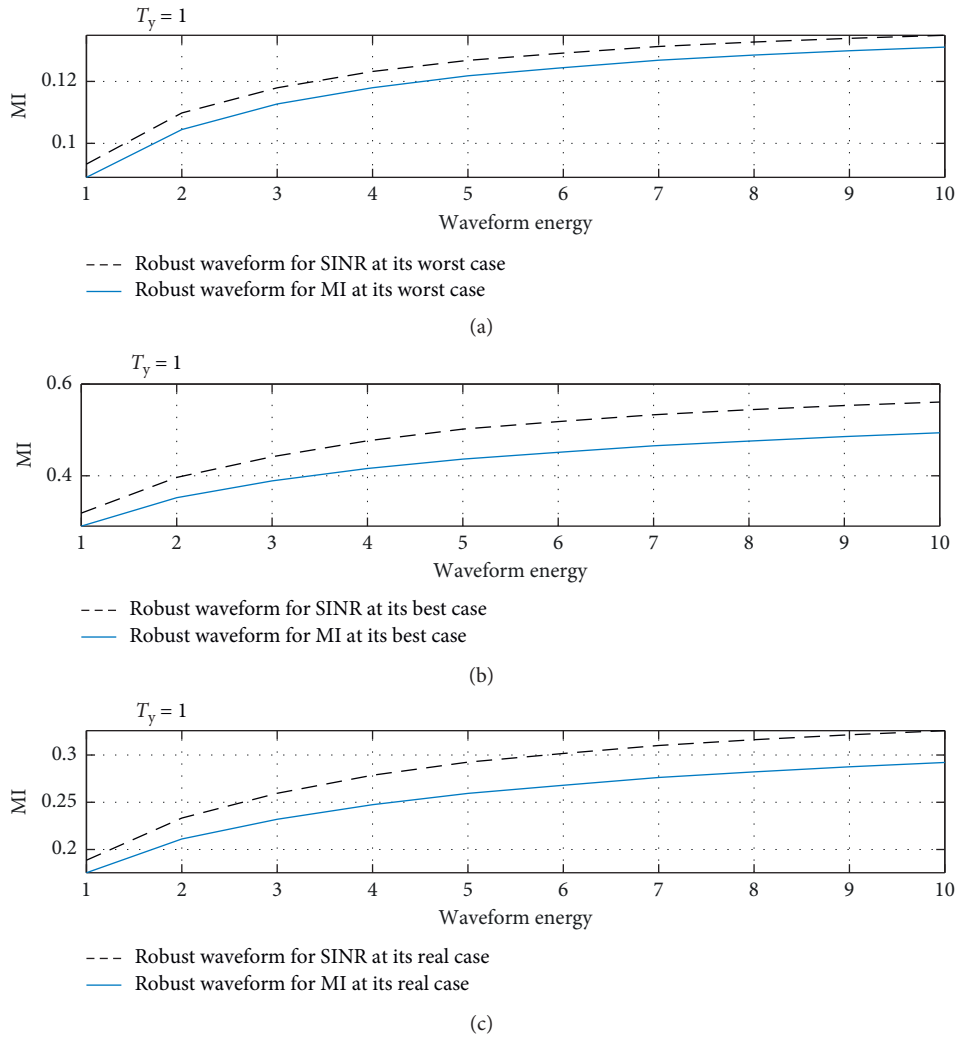 T_y = 1
MI
0.12
0.1
1 2 3 4 5 6 7 8 9 10
Waveform energy
Robust waveform for SINR at its worst case
Robust waveform for MI at its worst case
(a)
T_y = 1
MI
0.6
0.4
1 2 3 4 5 6 7 8 9 10
Waveform energy
Robust waveform for SINR at its best case
Robust waveform for MI at its best case
(b)
T_y = 1
MI
0.3
0.25
0.2
1 2 3 4 5 6 7 8 9 10
Waveform energy
Robust waveform for SINR at its real case
Robust waveform for MI at its real case
(c)